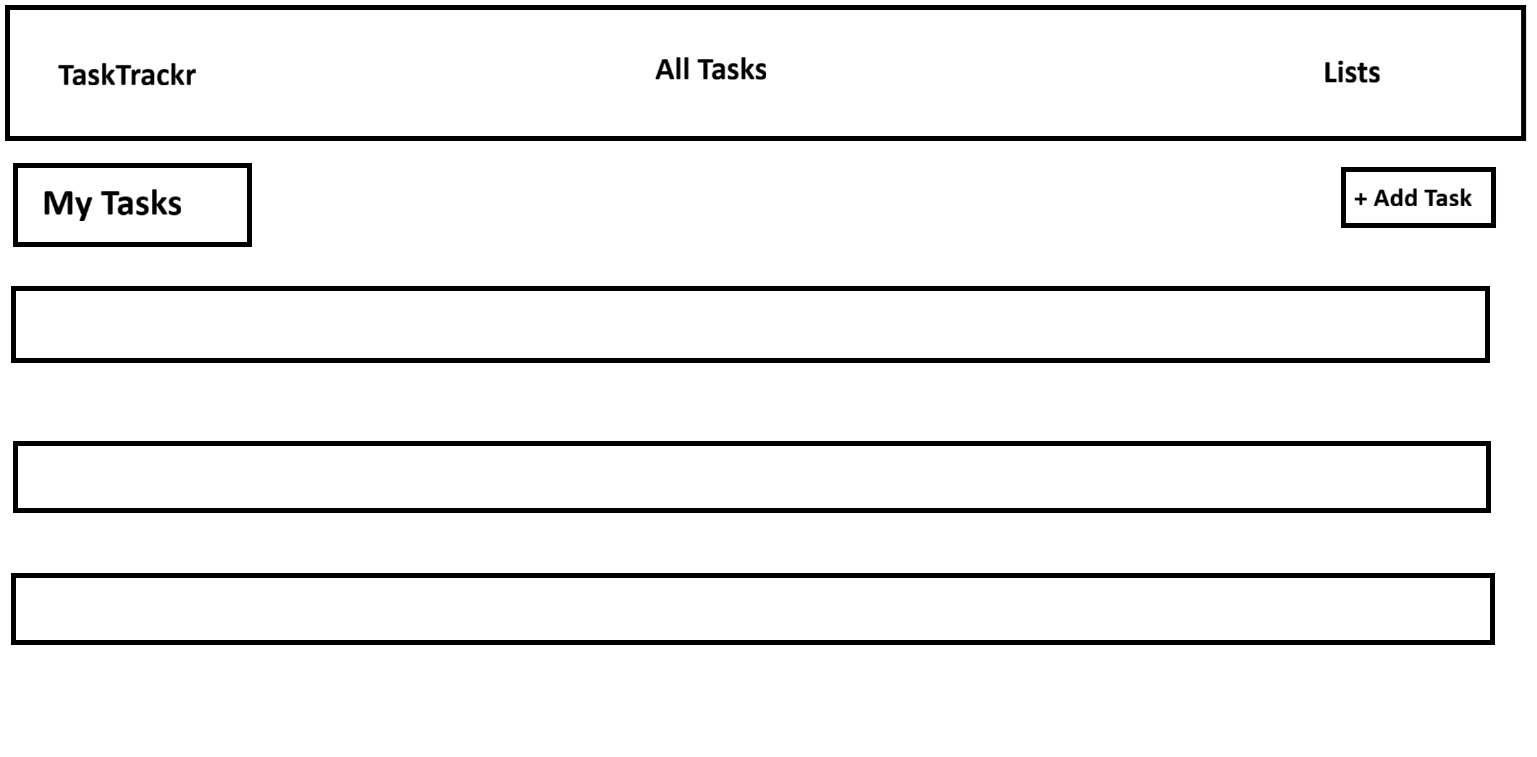 TaskTrackr
All Tasks
Lists
My Tasks
+ Add Task